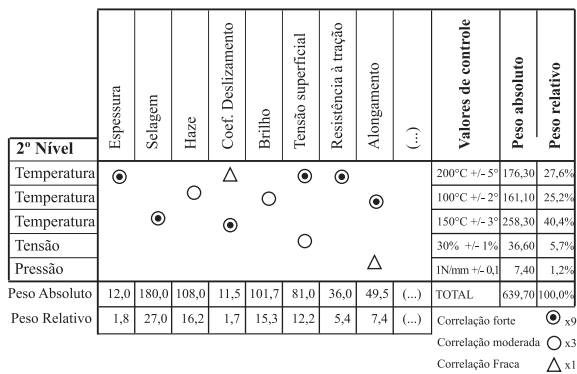 2º Nível
Espessura
Selagem
Haze
Coef. Deslizamento
Brilho
Tensão superficial
Resistência à tração
Alongamento
(...)
Valores de controle
Peso absoluto
Peso relativo
Temperatura 200°C +/- 5° 176,30 27,6%
Temperatura 100°C +/- 2° 161,10 25,2%
Temperatura 150°C +/- 3° 258,30 40,4%
Tensão 30% +/- 1% 36,60 5,7%
Pressão 1N/mm +/- 0,1 7,40 1,2%
Peso Absoluto 12,0 180,0 108,0 11,5 101,7 81,0 36,0 49,5 (...) TOTAL 639,70 100,0%
Peso Relativo 1,8 27,0 16,2 1,7 15,3 12,2 5,4 7,4 (...)
Correlação forte x9
Correlação moderada x3
Correlação Fraca x1